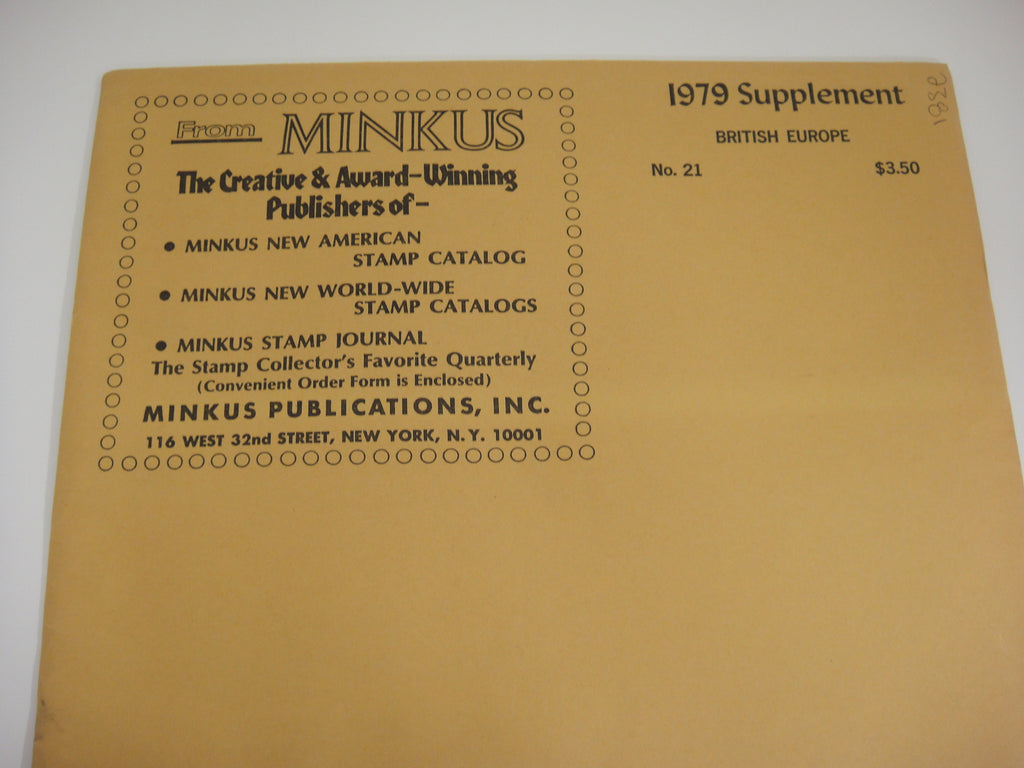 From MINKUS
The Creative & Award-Winning
Publishers of-
● MINKUS NEW AMERICAN
STAMP CATALOG
● MINKUS NEW WORLD-WIDE
STAMP CATALOGS
● MINKUS STAMP JOURNAL
The Stamp Collector's Favorite Quarterly
(Convenient Order Form is Enclosed)
MINKUS PUBLICATIONS, INC.
116 WEST 32nd STREET, NEW YORK, N.Y. 10001
1979 Supplement
BRITISH EUROPE
No. 21 $3.50